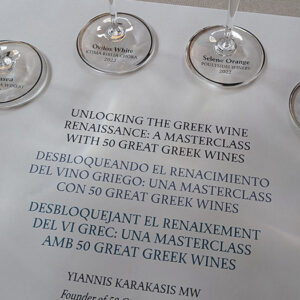 Ovilos White
KTIMA BIBLIA CHORA
2022
Selene Orange
2022
UNLOCKING THE GREEK WINE
RENAISSANCE: A MASTERCLASS
WITH 50 GREAT GREEK WINES
DESBLOQUEANDO EL RENACIMIENTO
DEL VINO GRIEGO: UNA MASTERCLASS
CON 50 GREAT GREEK WINES
DESBLOQUEJANT EL RENAIXEMENT
DEL VI GREC: UNA MASTERCLASS
AMB 50 GREAT GREEK WINES
YIANNIS KARAKASIS MW
Founder of 50